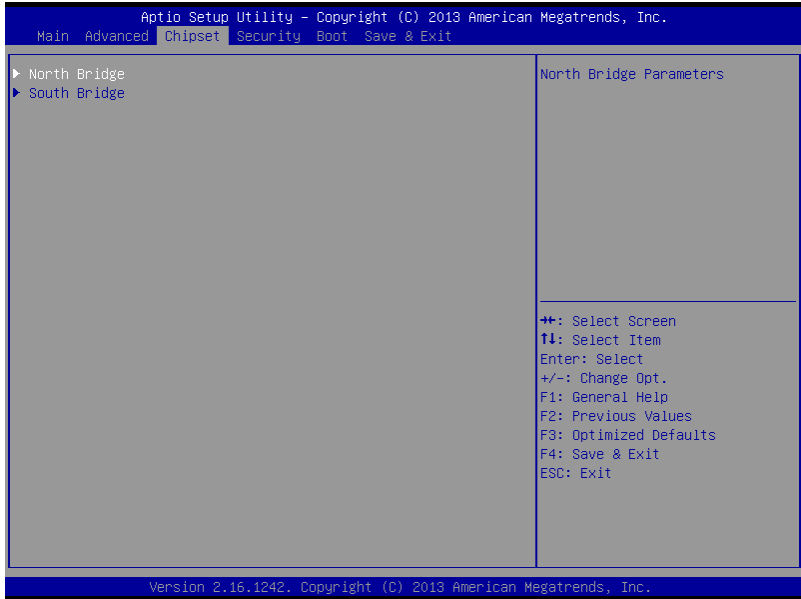 Aptio Setup Utility – Copyright (C) 2013 American Megatrends, Inc.
Main Advanced Chipset Security Boot Save & Exit
North Bridge
South Bridge
North Bridge Parameters
→←: Select Screen
↑↓: Select Item
Enter: Select
+/-: Change Opt.
F1: General Help
F2: Previous Values
F3: Optimized Defaults
F4: Save & Exit
ESC: Exit
Version 2.16.1242. Copyright (C) 2013 American Megatrends, Inc.